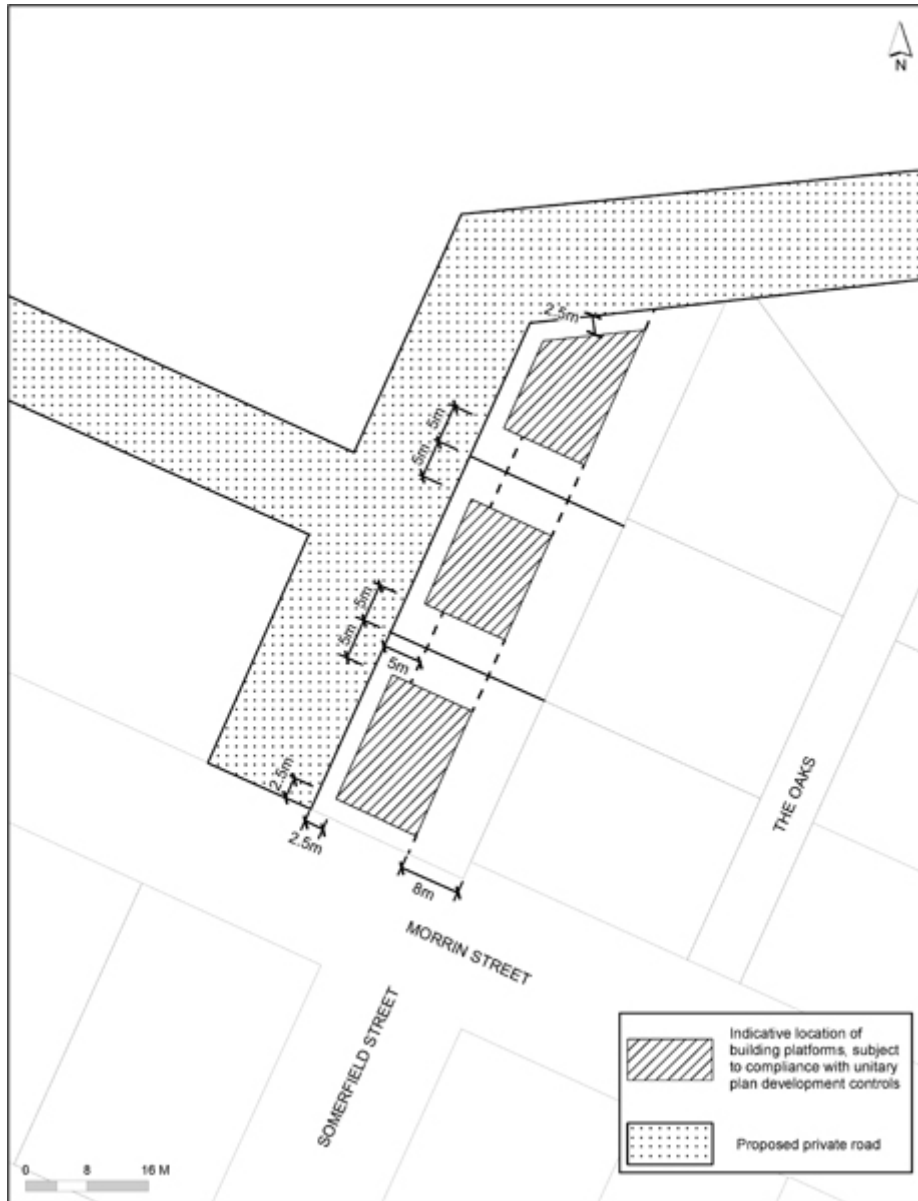 N
2.5m
5m
5m
5m
5m
5m
2.5m
2.5m
8m
THE OAKS
MORRIN STREET
SOMERFIELD STREET
Indicative location of
building platforms, subject
to compliance with unitary
plan development controls
Proposed private road
0 8 16 M